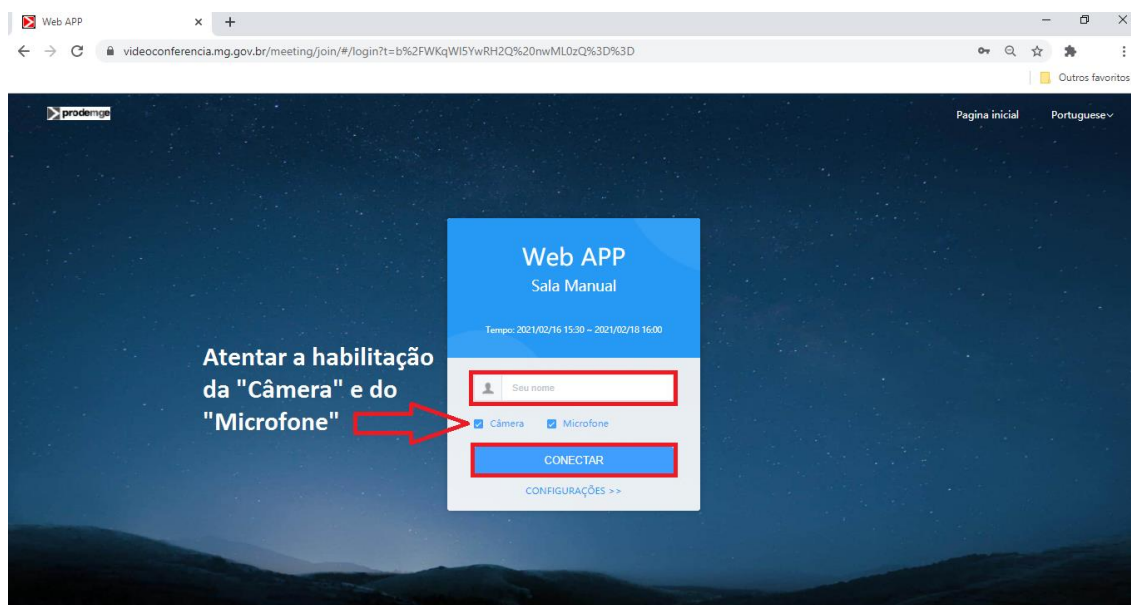 Web APP
videoconferencia.mg.gov.br/meeting/join/#/login?t=b%2FWKqWI5YwRH2Q%20nwML0zQ%3D%3D
Outros favoritos
prodemge
Pagina inicial
Portuguese
Web APP
Sala Manual
Tempo: 2021/02/16 15:30 ~ 2021/02/18 16:00
Atentar a habilitação
da "Câmera" e do
"Microfone"
Seu nome
Câmera
Microfone
CONECTAR
CONFIGURAÇÕES >>